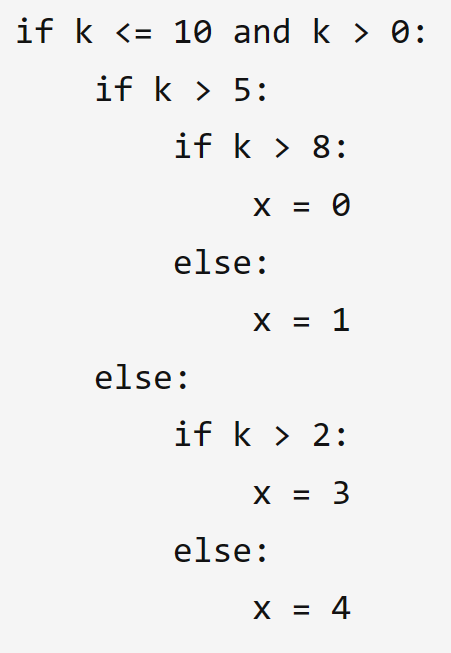 if k <= 10 and k > 0:
    if k > 5:
        if k > 8:
            x = 0
        else:
            x = 1
    else:
        if k > 2:
            x = 3
        else:
            x = 4